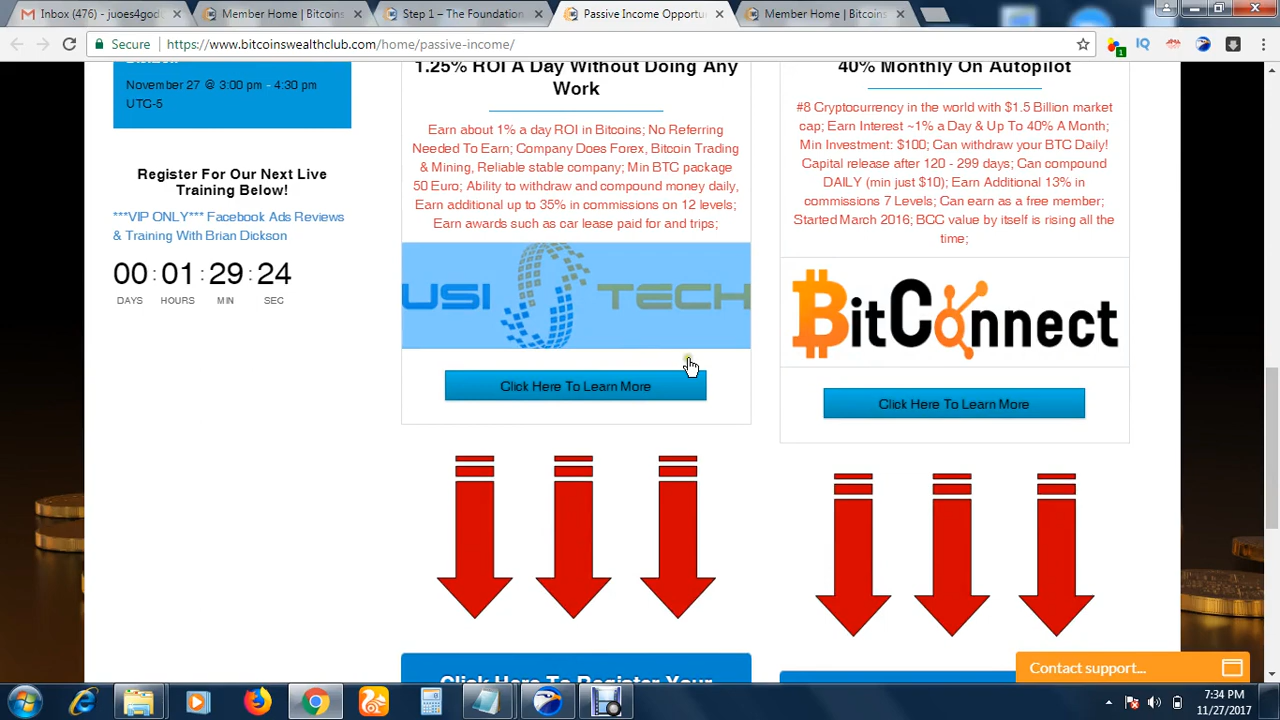 Inbox (476) - jues4god
Member Home | Bitcoins
Step 1 – The Foundation
Passive Income Opportu
Member Home | Bitcoins
Secure
https://www.bitcoinswealthclub.com/home/passive-income/
IQ
1
November 27 @ 3:00 pm - 4:30 pm
UTC-5
Register For Our Next Live
Training Below!
***VIP ONLY*** Facebook Ads Reviews
& Training With Brian Dickson
00 : 01 : 29 : 24
DAYS HOURS MIN SEC
1.25% ROI A Day Without Doing Any
Work
Earn about 1% a day ROI in Bitcoins; No Referring
Needed To Earn; Company Does Forex, Bitcoin Trading
& Mining, Reliable stable company; Min BTC package
50 Euro; Ability to withdraw and compound money daily,
Earn additional up to 35% in commissions on 12 levels;
Earn awards such as car lease paid for and trips;
USI TECH
Click Here To Learn More
Click Here To Register Your
40% Monthly On Autopilot
#8 Cryptocurrency in the world with $1.5 Billion market
cap; Earn Interest ~1% a Day & Up To 40% A Month;
Min Investment: $100; Can withdraw your BTC Daily!
Capital release after 120 - 299 days; Can compound
DAILY (min just $10); Earn Additional 13% in
commissions 7 Levels; Can earn as a free member;
Started March 2016; BCC value by itself is rising all the
time;
BitConnect
Click Here To Learn More
Contact support...
7:34 PM
11/27/2017